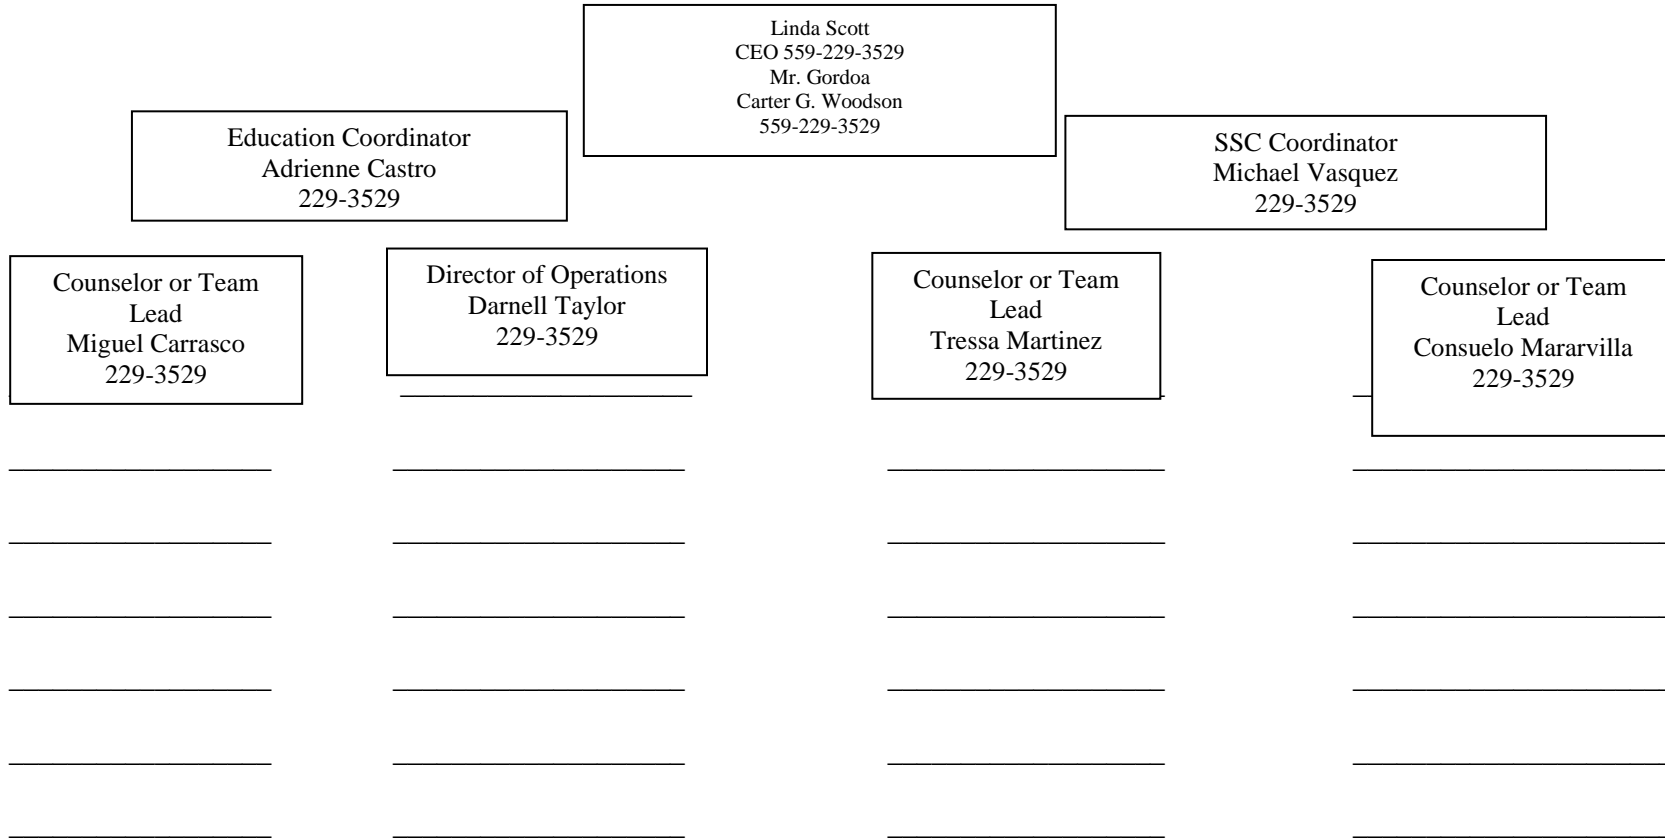 Linda Scott
CEO 559-229-3529
Mr. Gordoa
Carter G. Woodson
559-229-3529
Education Coordinator
Adrienne Castro
229-3529
SSC Coordinator
Michael Vasquez
229-3529
Counselor or Team
Lead
Miguel Carrasco
229-3529
Director of Operations
Darnell Taylor
229-3529
Counselor or Team
Lead
Tressa Martinez
229-3529
Counselor or Team
Lead
Consuelo Mararvilla
229-3529